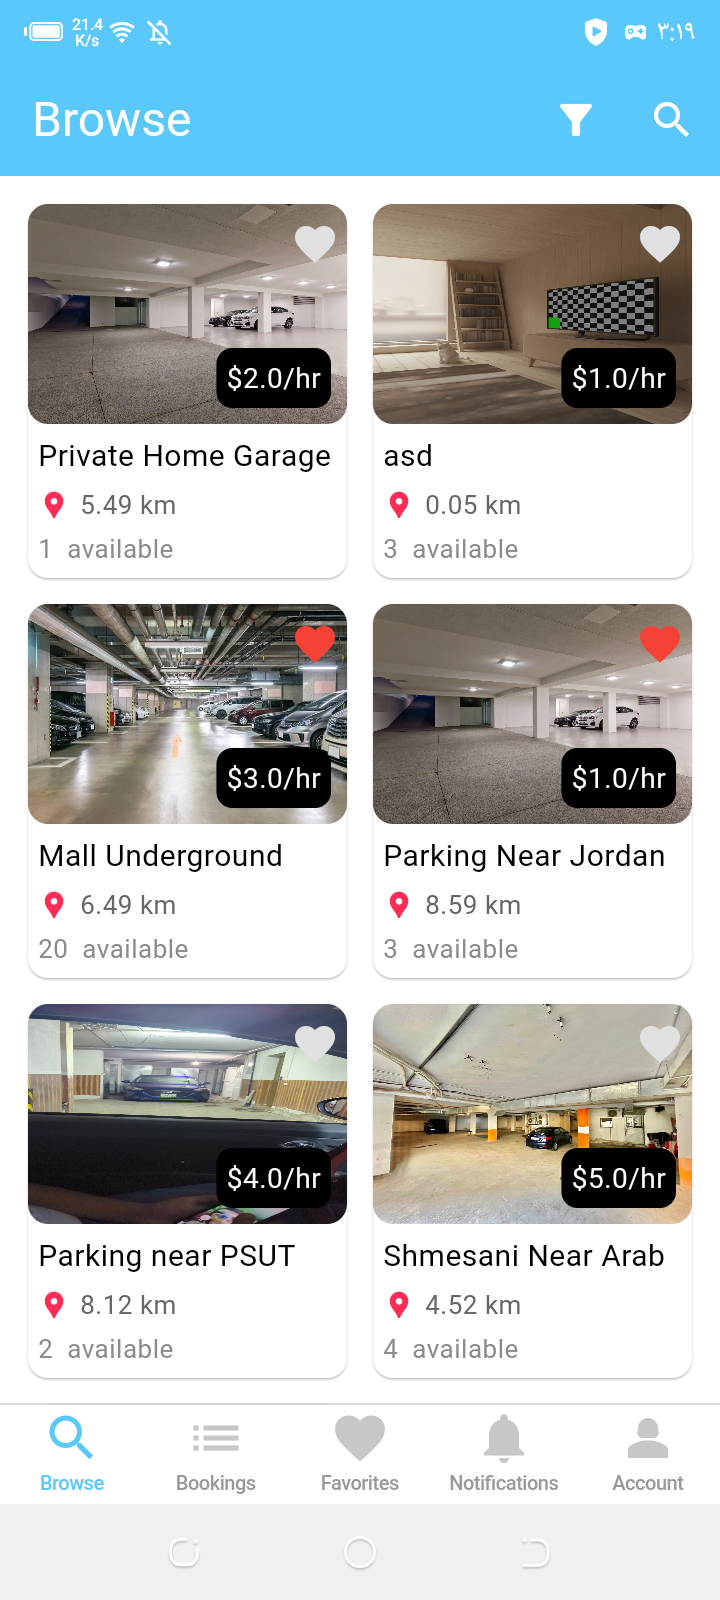 21.4
K/s
٣:١٩
Browse
$2.0/hr
Private Home Garage
5.49 km
1 available
$1.0/hr
asd
0.05 km
3 available
$3.0/hr
Mall Underground
6.49 km
20 available
$1.0/hr
Parking Near Jordan
8.59 km
3 available
$4.0/hr
Parking near PSUT
8.12 km
2 available
$5.0/hr
Shmesani Near Arab
4.52 km
4 available
Browse
Bookings
Favorites
Notifications
Account